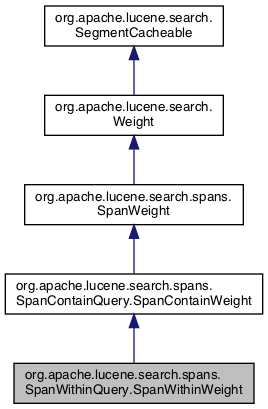 org.apache.lucene.search.
SegmentCacheable
org.apache.lucene.search.
Weight
org.apache.lucene.search.spans.
SpanWeight
org.apache.lucene.search.spans.
SpanContainQuery.SpanContainWeight
org.apache.lucene.search.spans.
SpanWithinQuery.SpanWithinWeight